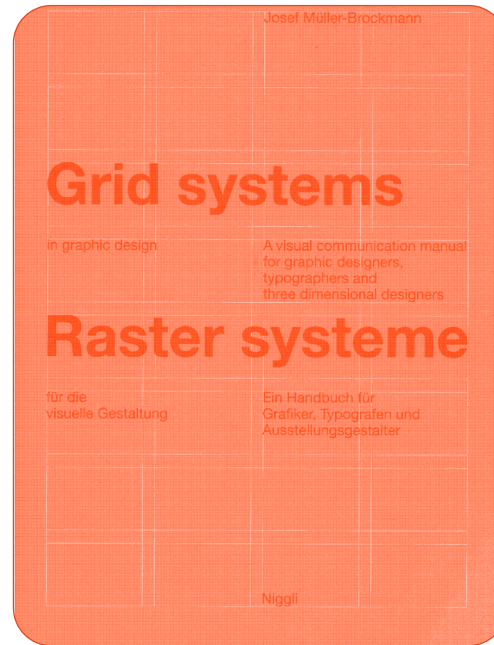 Josef Müller-Brockmann
Grid systems
in graphic design
A visual communication manual
for graphic designers,
typographers and
three dimensional designers
Raster systeme
für die
visuelle Gestaltung
Ein Handbuch für
Grafiker, Typografen und
Ausstellungsgestalter
Niggli